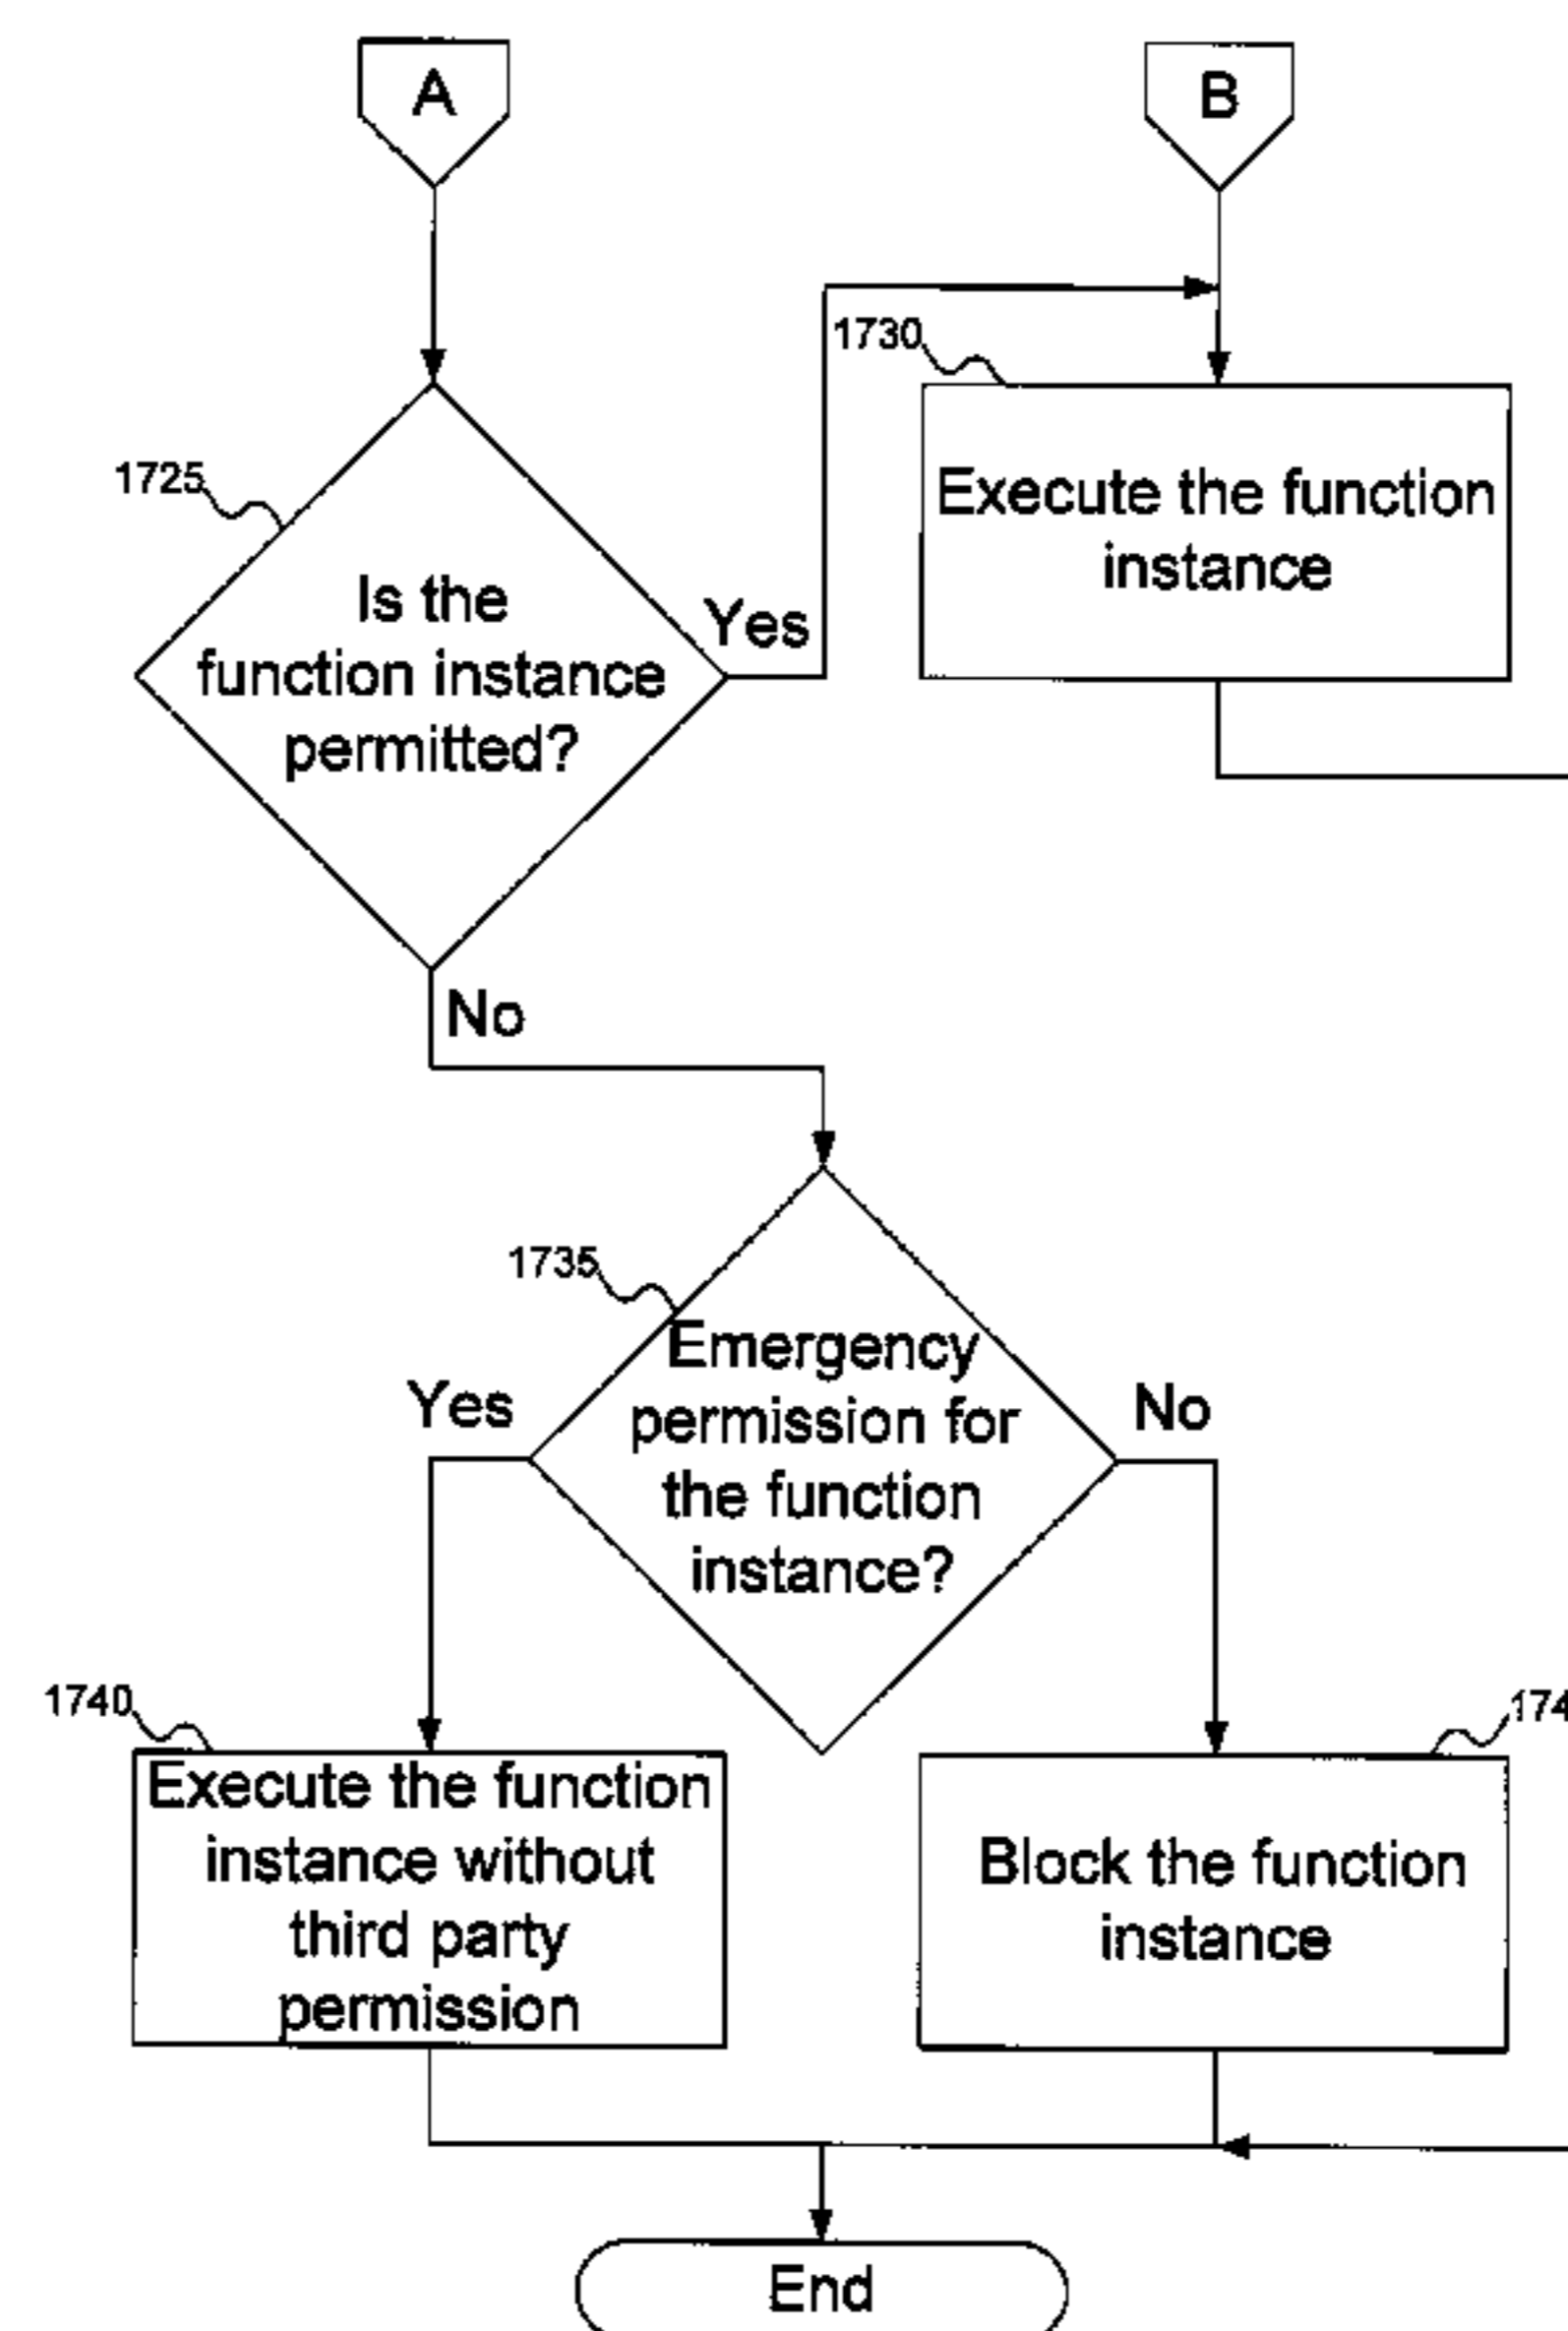 A
B
1730
Execute the function
instance
1725
Is the
function instance
permitted?
Yes
No
1735
Emergency
permission for
the function
instance?
Yes
No
1740
Execute the function
instance without
third party
permission
174
Block the function
instance
End